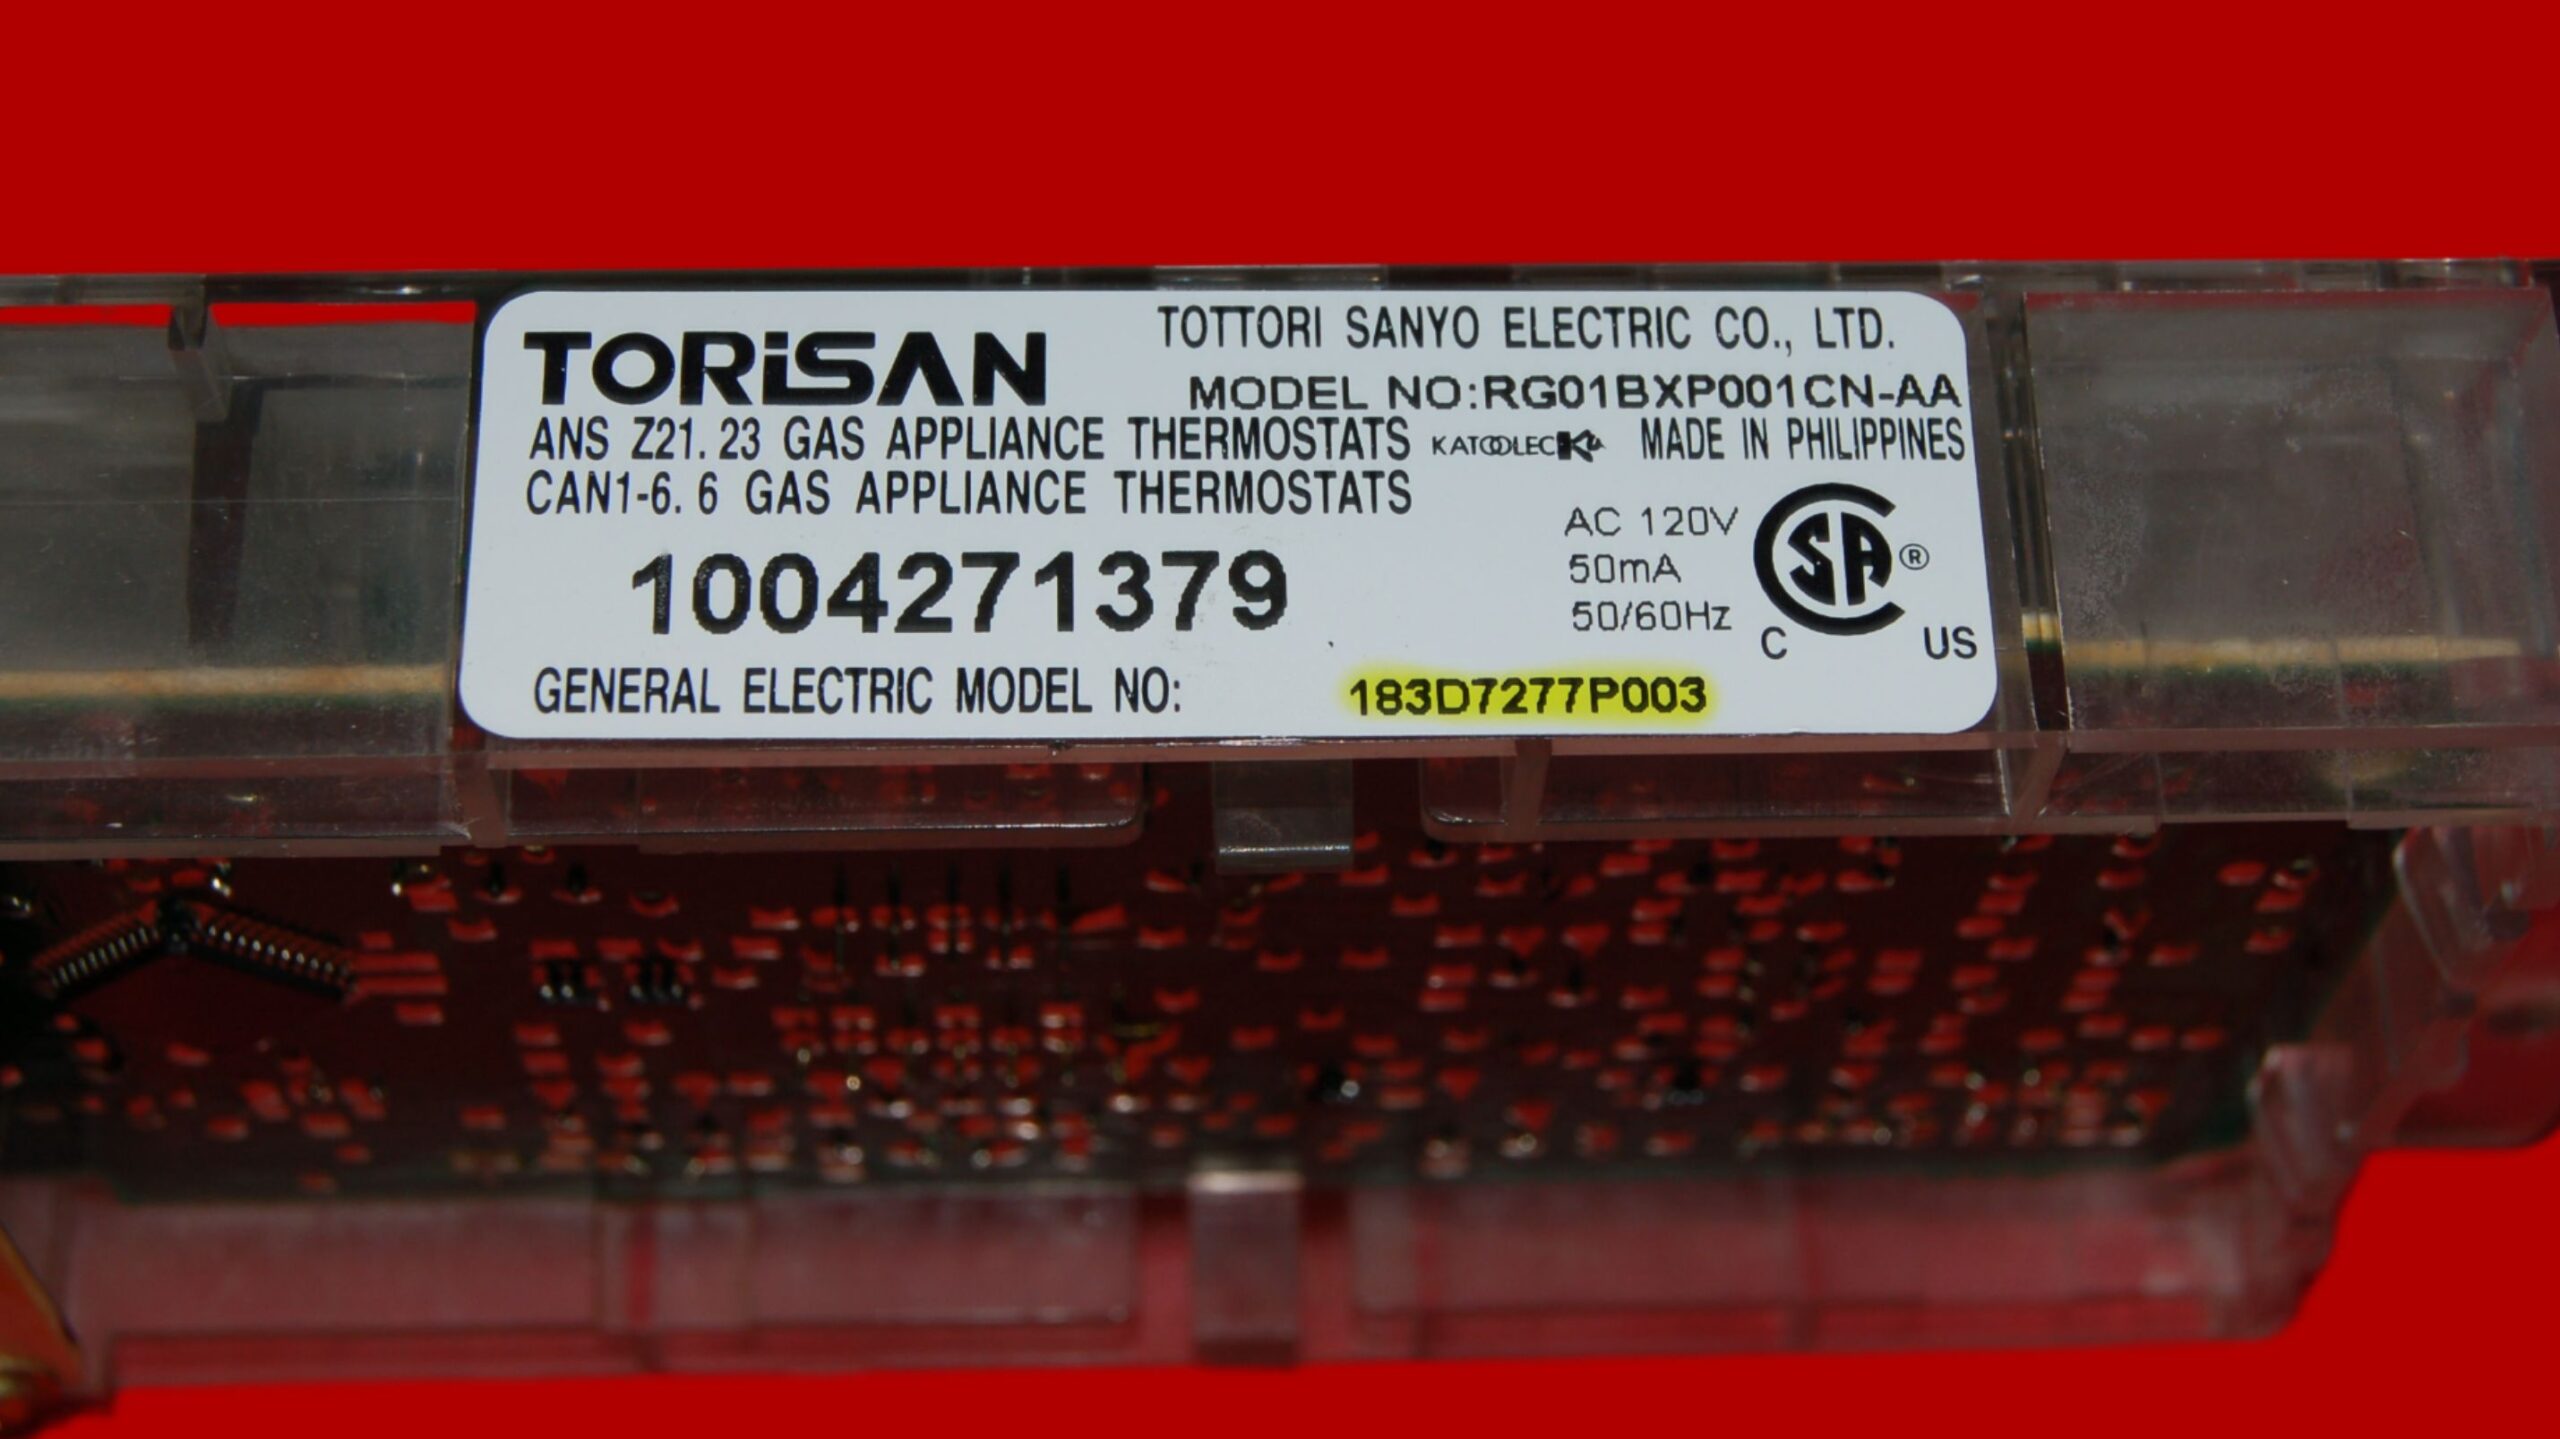 TORiSAN
TOTTORI SANYO ELECTRIC CO., LTD.
MODEL NO:RG01BXP001CN-AA
ANS Z21. 23 GAS APPLIANCE THERMOSTATS
MADE IN PHILIPPINES
CAN1-6. 6 GAS APPLIANCE THERMOSTATS
AC 120V
50mA
50/60Hz
SA ®
C US
1004271379
GENERAL ELECTRIC MODEL NO: 183D7277P003